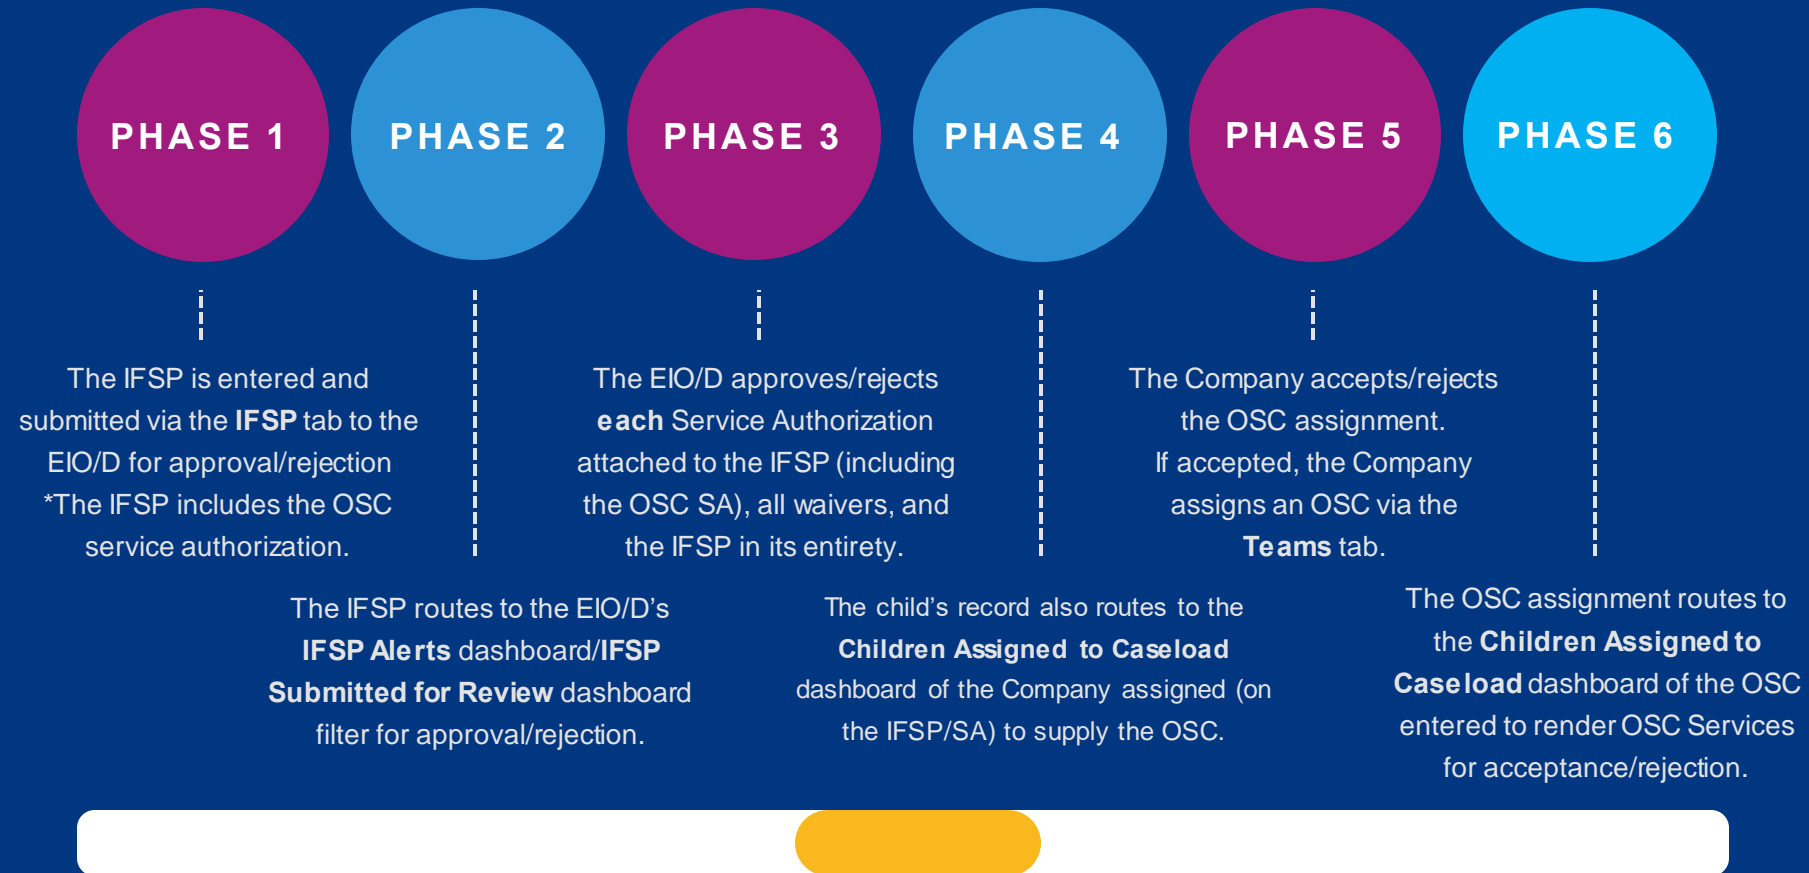 PHASE 1
PHASE 2
PHASE 3
PHASE 4
PHASE 5
PHASE 6
The IFSP is entered and
submitted via the IFSP tab to the
EIO/D for approval/rejection
*The IFSP includes the OSC
service authorization.
The IFSP routes to the EIO/D’s
IFSP Alerts dashboard/IFSP
Submitted for Review dashboard
filter for approval/rejection.
The EIO/D approves/rejects
each Service Authorization
attached to the IFSP (including
the OSC SA), all waivers, and
the IFSP in its entirety.
The child’s record also routes to the
Children Assigned to Caseload
dashboard of the Company assigned (on
the IFSP/SA) to supply the OSC.
The Company accepts/rejects
the OSC assignment.
If accepted, the Company
assigns an OSC via the
Teams tab.
The OSC assignment routes to
the Children Assigned to
Caseload dashboard of the OSC
entered to render OSC Services
for acceptance/rejection.